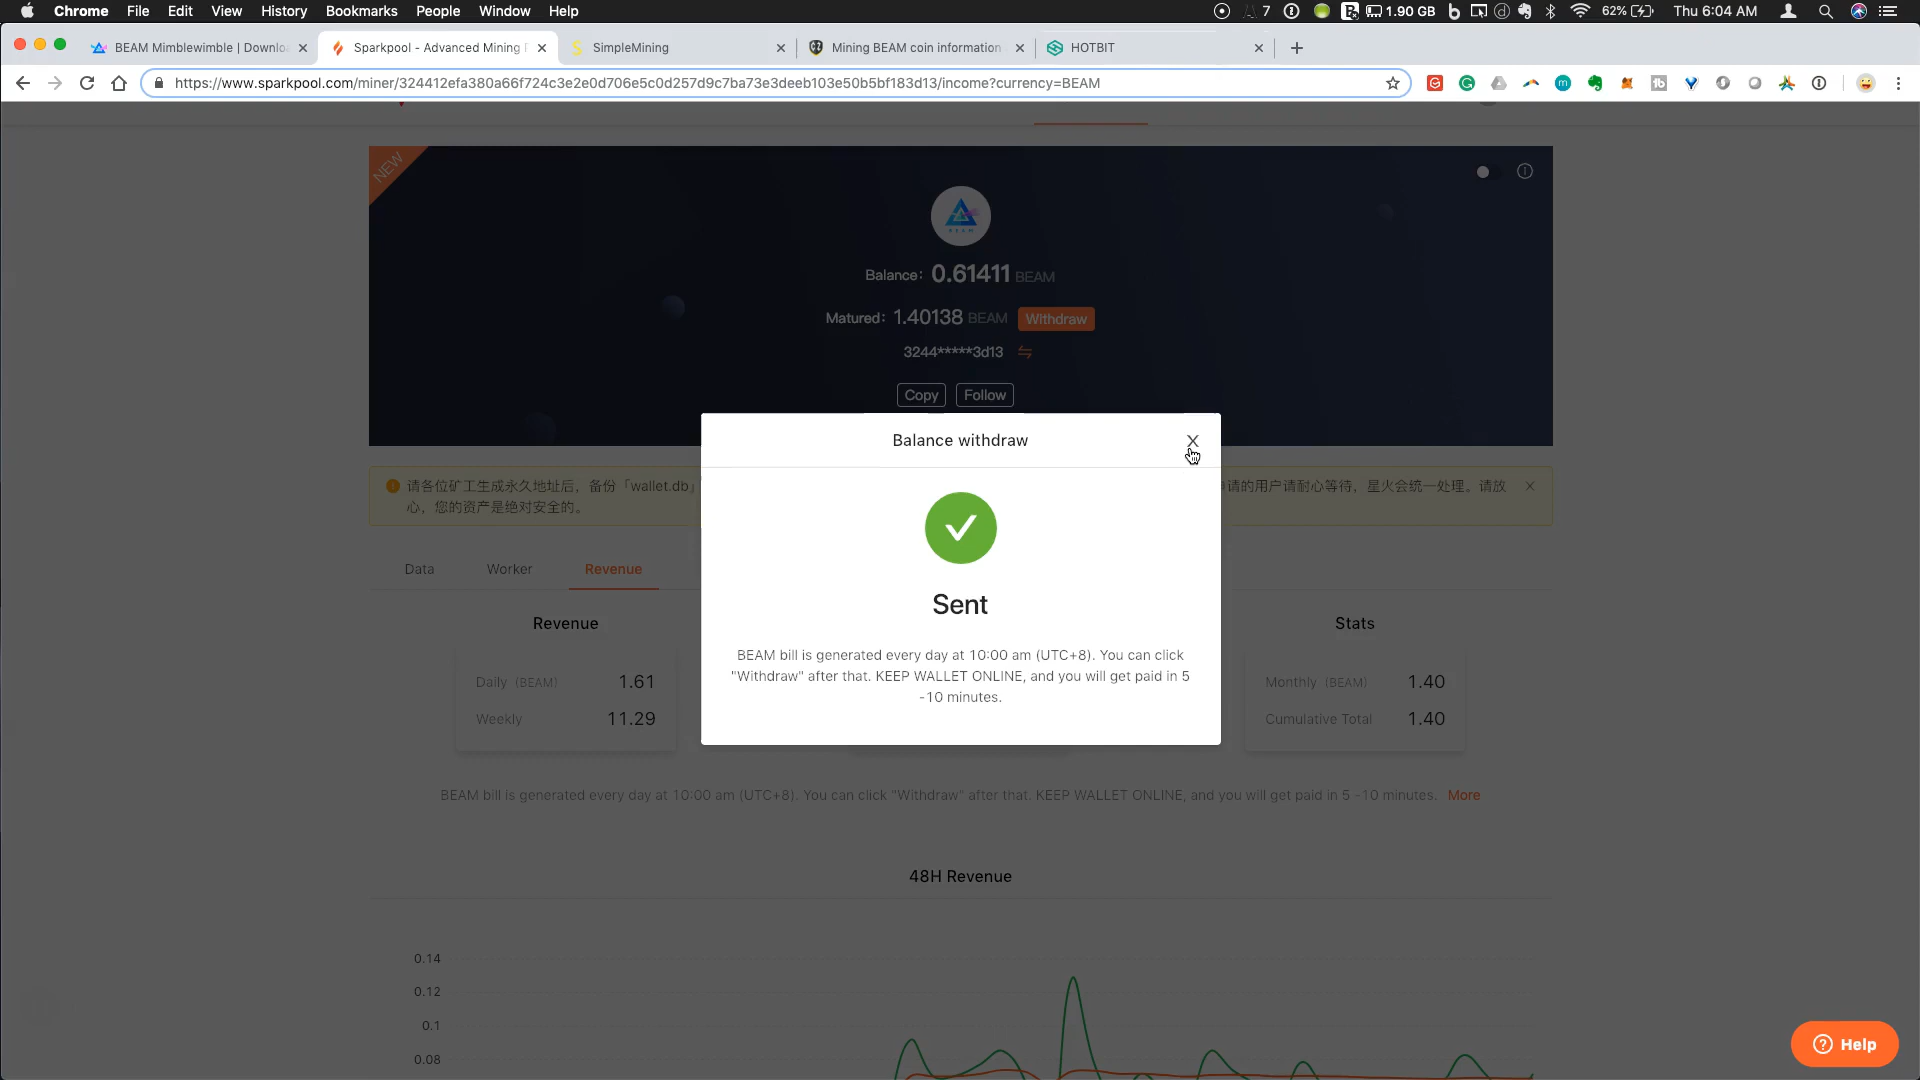 Chrome File Edit View History Bookmarks People Window Help 7 1.90 GB 62% Thu 6:04 AM
BEAM Mimblewimble | Downlo
Sparkpool - Advanced Mining
SimpleMining
Mining BEAM coin information
HOTBIT
https://www.sparkpool.com/miner/324412efa380a66f724c3e2e0d706e5c0d257d9c7ba73e3deeb103e50b5bf183d13/income?currency=BEAM
NEW
BEAM
Balance: 0.61411 BEAM
Matured: 1.40138 BEAM Withdraw
3244*****3d13
Copy Follow
Balance withdraw
请各位矿工生成永久地址后，备份「wallet.db」
请的用户请耐心等待，星火会统一处理。请放
心，您的资产是绝对安全的。
Sent
BEAM bill is generated every day at 10:00 am (UTC+8). You can click
"Withdraw" after that. KEEP WALLET ONLINE, and you will get paid in 5
-10 minutes.
Data Worker Revenue
Revenue
Daily (BEAM) 1.61
Weekly 11.29
Stats
Monthly (BEAM) 1.40
Cumulative Total 1.40
BEAM bill is generated every day at 10:00 am (UTC+8). You can click "Withdraw" after that. KEEP WALLET ONLINE, and you will get paid in 5 -10 minutes. More
48H Revenue
0.14
0.12
0.1
0.08
Help